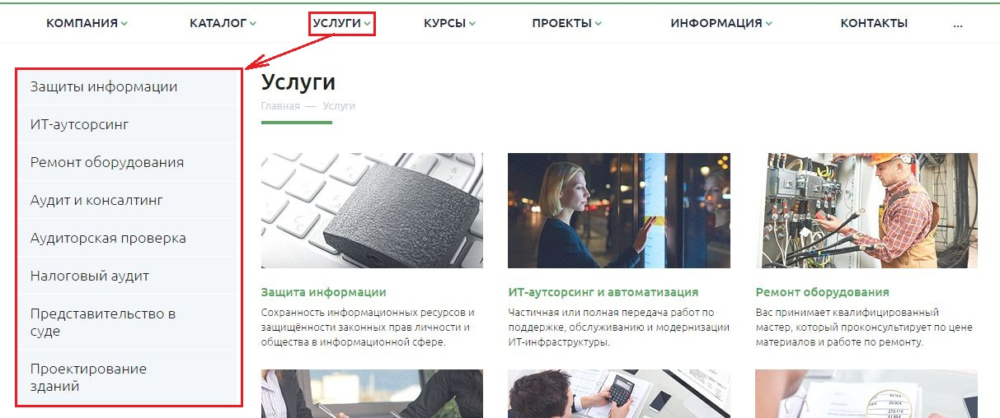 КОМПАНИЯ КАТАЛОГ УСЛУГИ КУРСЫ ПРОЕКТЫ ИНФОРМАЦИЯ КОНТАКТЫ ...
Защиты информации
ИТ-аутсорсинг
Ремонт оборудования
Аудит и консалтинг
Аудиторская проверка
Налоговый аудит
Представительство в
суде
Проектирование
зданий
Услуги
Главная — Услуги
Защита информации
Сохранность информационных ресурсов и
защищённости законных прав личности и
общества в информационной сфере.
ИТ-аутсорсинг и автоматизация
Частичная или полная передача работ по
поддержке, обслуживанию и модернизации
ИТ-инфраструктуры.
Ремонт оборудования
Вас принимает квалифицированный
мастер, который проконсультирует по цене
материалов и работе по ремонту.